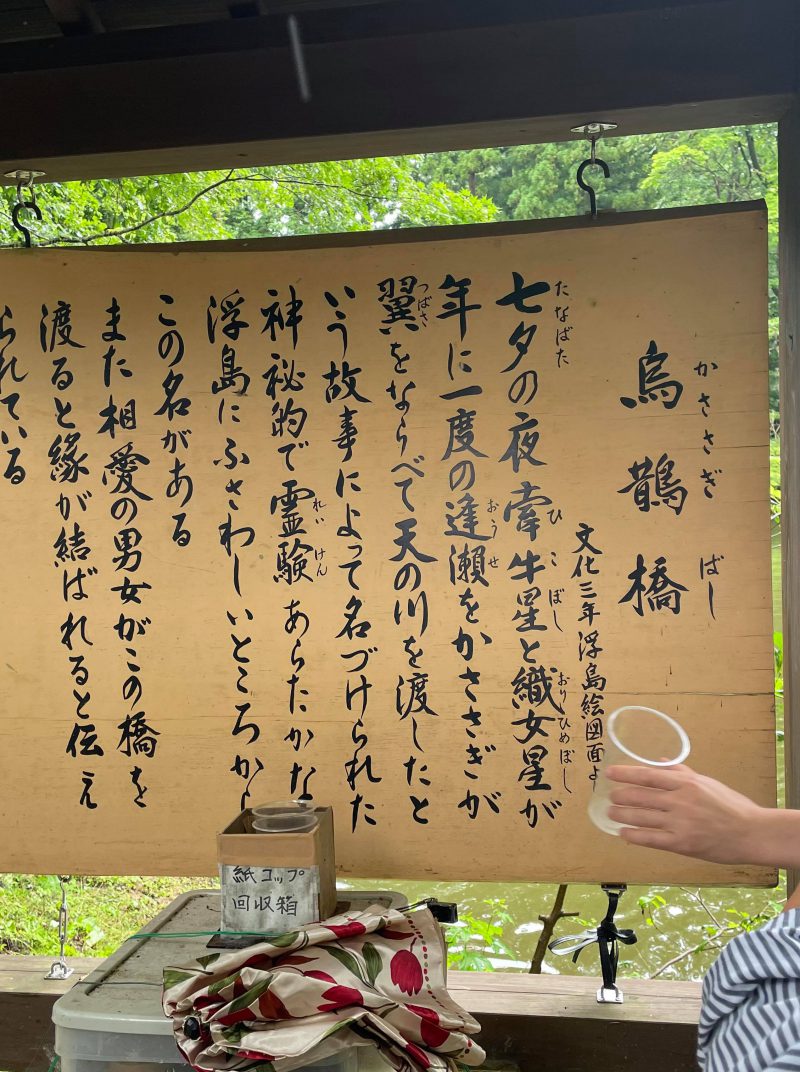 烏鵲橋
かささぎ ばし
文化三年浮島絵図面よ
七夕の夜牽牛星と織女星が
たなばた ひこぼし おりひめぼし
年に一度の逢瀬をかささぎが
おうせ
翼をならべて天の川を渡したと
つばさ
いう故事によって名づけられた
神秘的で霊験あらたかな
れいけん
浮島にふさわしいところから
この名がある
また相愛の男女がこの橋を
渡ると縁が結ばれると伝え
られている
紙コップ
回収箱